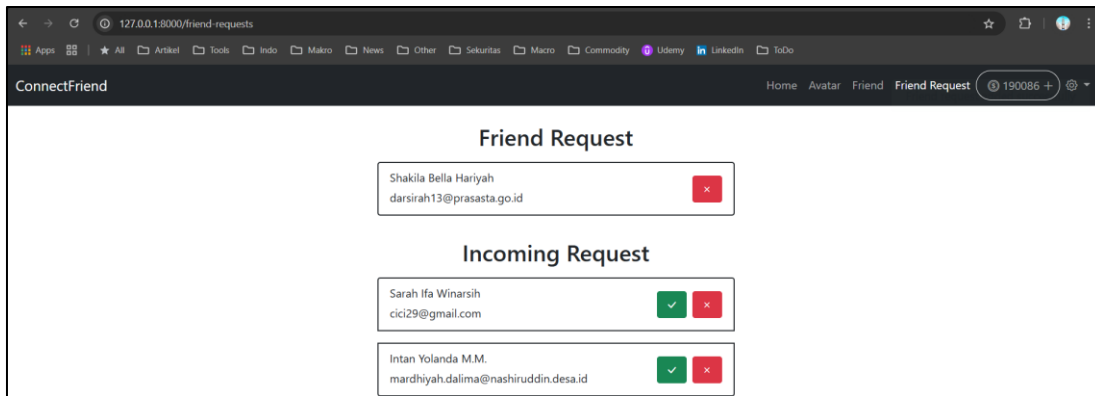 127.0.0.1:8000/friend-requests
Apps All Artikel Tools Indo Makro News Other Sekuritas Macro Commodity Udemy LinkedIn ToDo
ConnectFriend Home Avatar Friend Friend Request 190086 +
Friend Request
Shakila Bella Hariyah
darsirah13@prasasta.go.id
Incoming Request
Sarah Ifa Winarsih
cici29@gmail.com
Intan Yolanda M.M.
mardhiyah.dalima@nashiruddin.desa.id